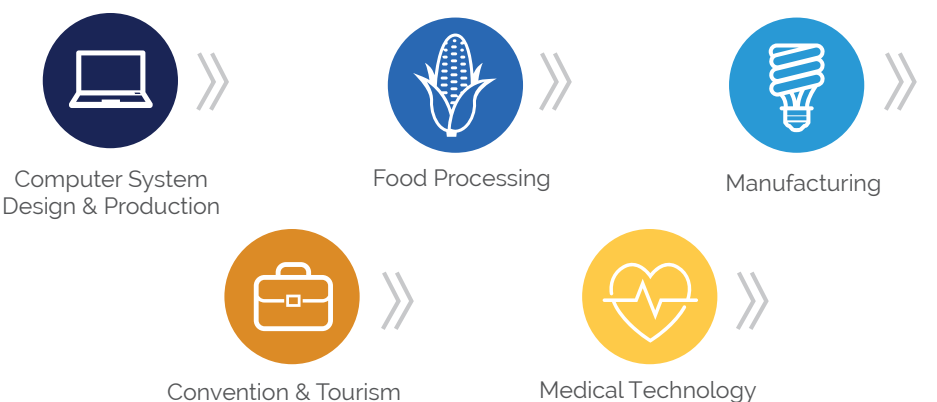 Computer System
Design & Production
Food Processing
Manufacturing
Convention & Tourism
Medical Technology